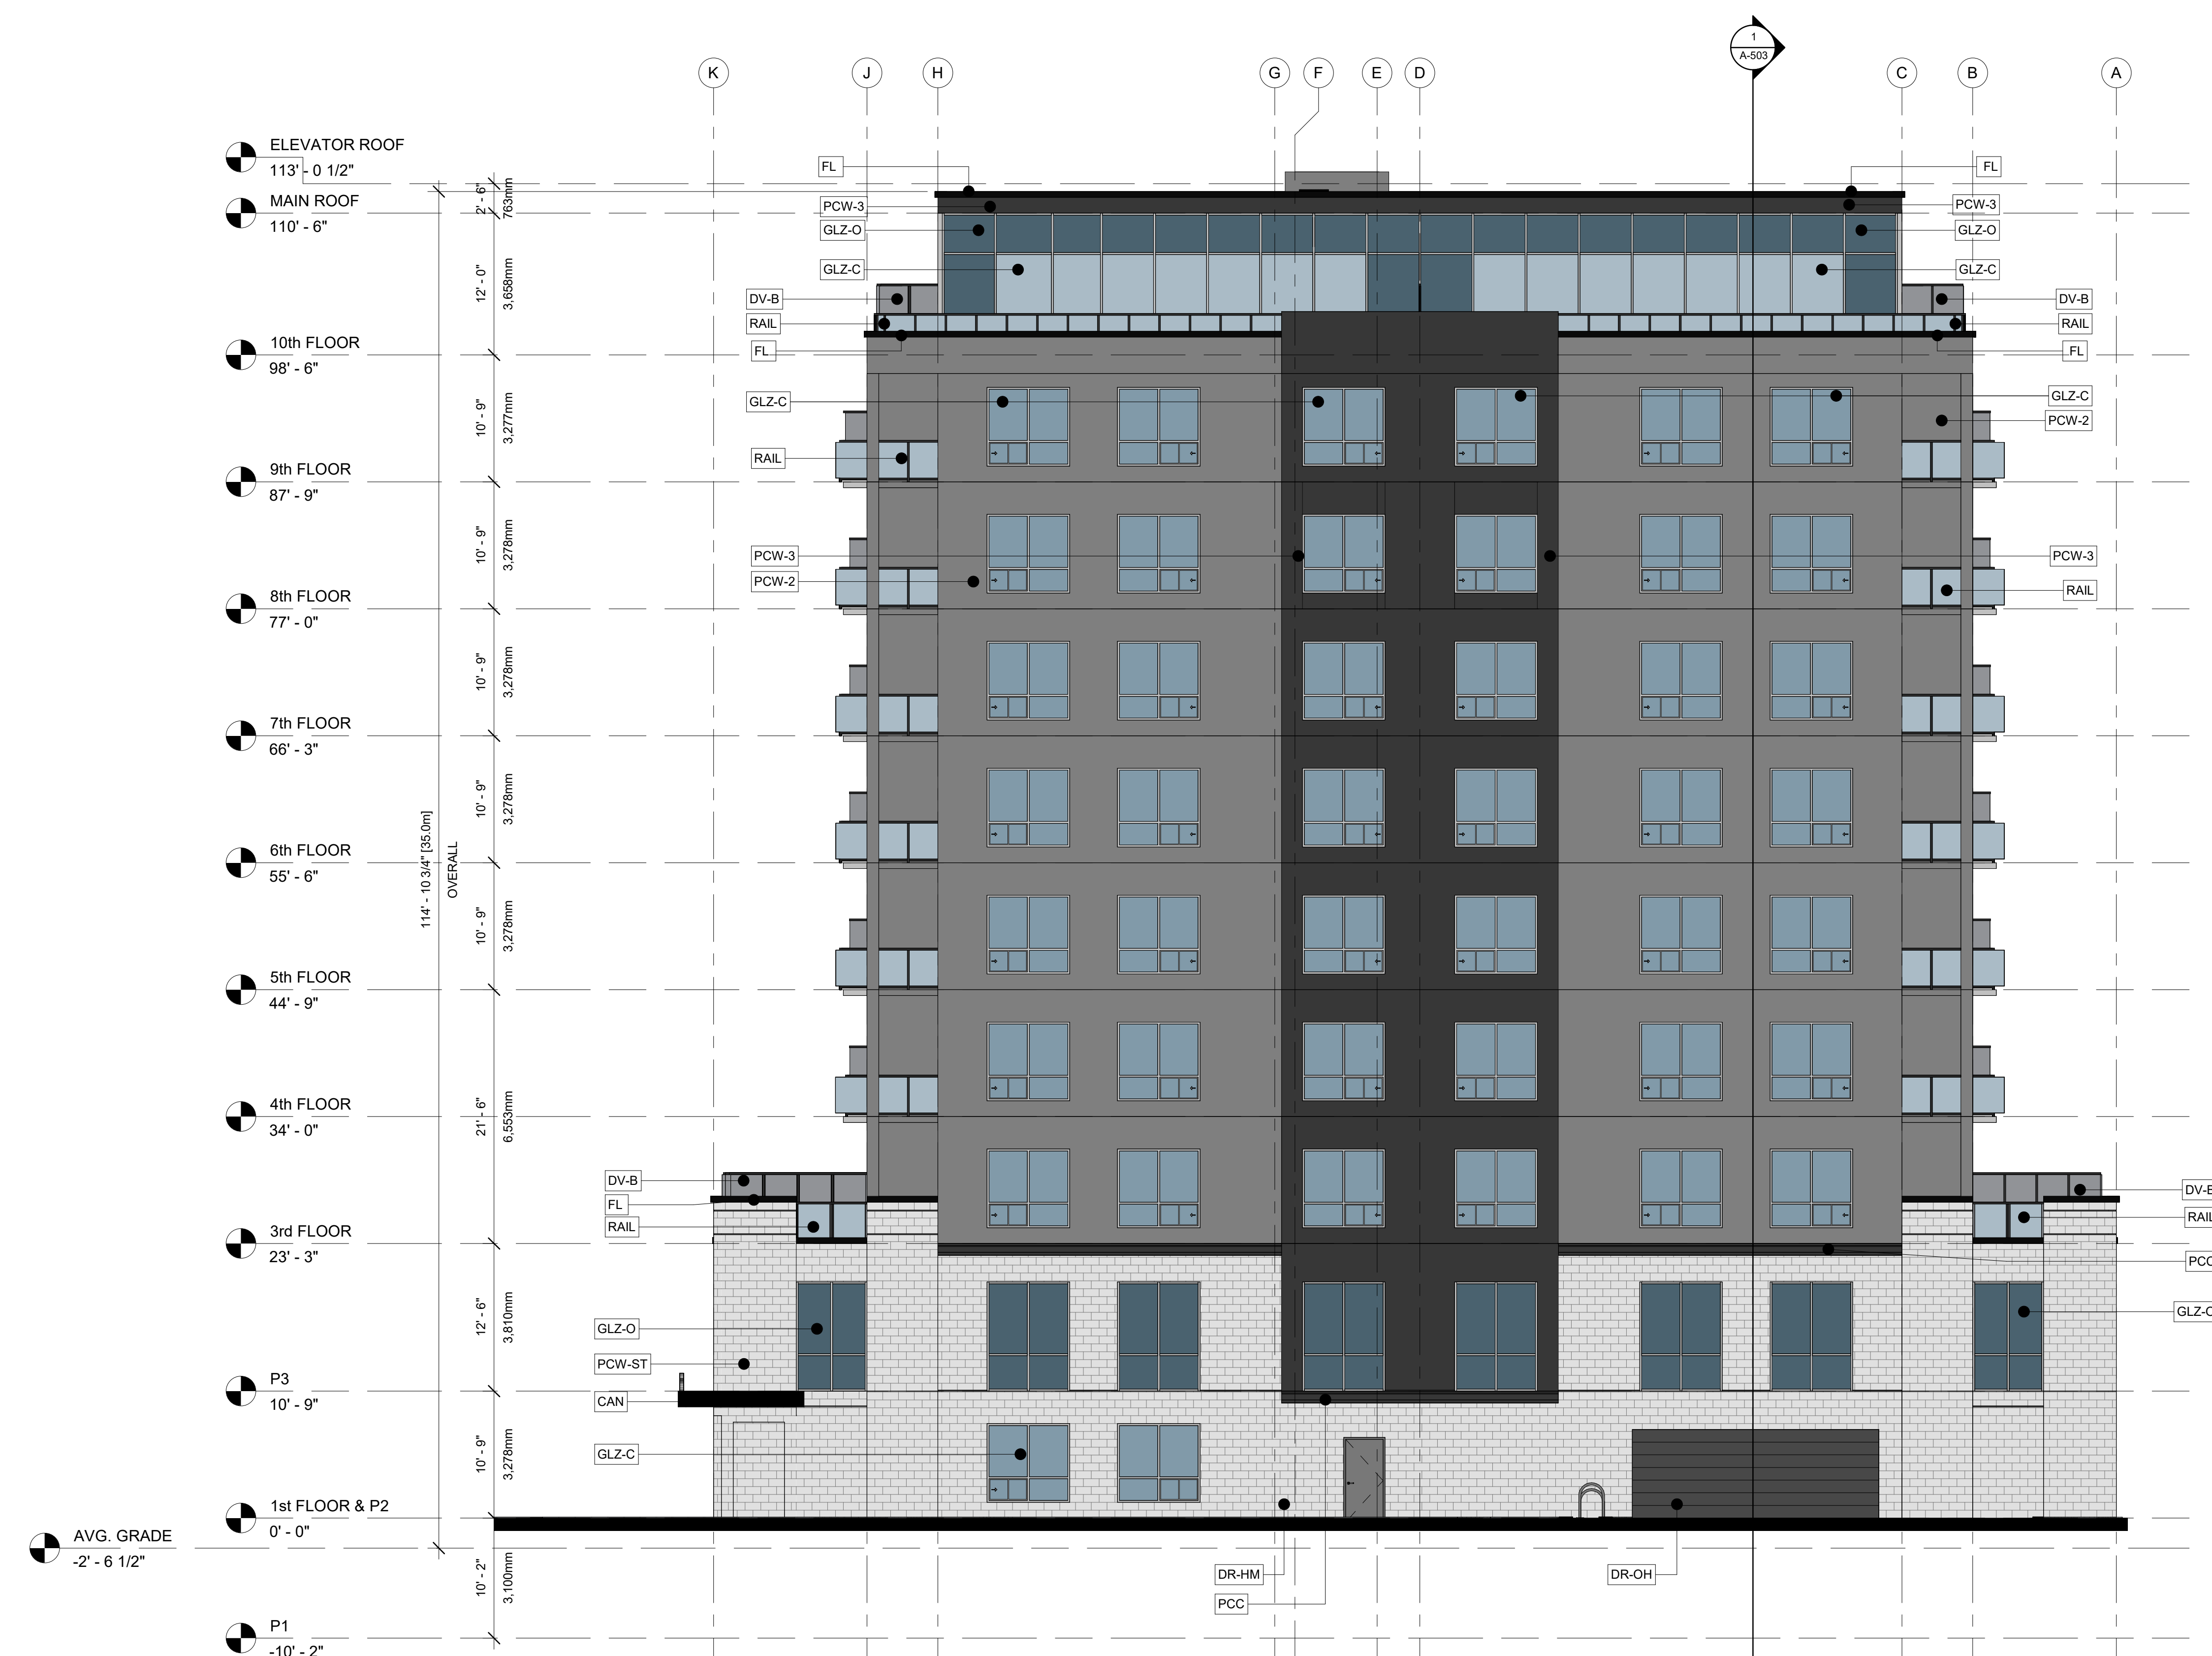 1
A-503
K
J
H
G
F
E
D
C
B
A
ELEVATOR ROOF
113' - 0 1/2"
MAIN ROOF
110' - 6"
10th FLOOR
98' - 6"
9th FLOOR
87' - 9"
8th FLOOR
77' - 0"
7th FLOOR
66' - 3"
6th FLOOR
55' - 6"
5th FLOOR
44' - 9"
4th FLOOR
34' - 0"
3rd FLOOR
23' - 3"
P3
10' - 9"
1st FLOOR & P2
0' - 0"
AVG. GRADE
-2' - 6 1/2"
P1
-10' - 2"
114' - 10 3/4" [35.0m]
OVERALL
2' - 6"
763mm
12' - 0"
3,658mm
10' - 9"
3,277mm
10' - 9"
3,278mm
10' - 9"
3,278mm
10' - 9"
3,278mm
10' - 9"
3,278mm
21' - 6"
6,553mm
12' - 6"
3,810mm
10' - 9"
3,278mm
10' - 2"
3,100mm
FL
PCW-3
GLZ-O
GLZ-C
DV-B
RAIL
FL
GLZ-C
RAIL
PCW-3
PCW-2
DV-B
FL
RAIL
GLZ-O
PCW-ST
CAN
GLZ-C
DR-HM
PCC
DR-OH
FL
PCW-3
GLZ-O
GLZ-C
DV-B
RAIL
FL
GLZ-C
PCW-2
PCW-3
RAIL
DV-B
RAIL
PCC